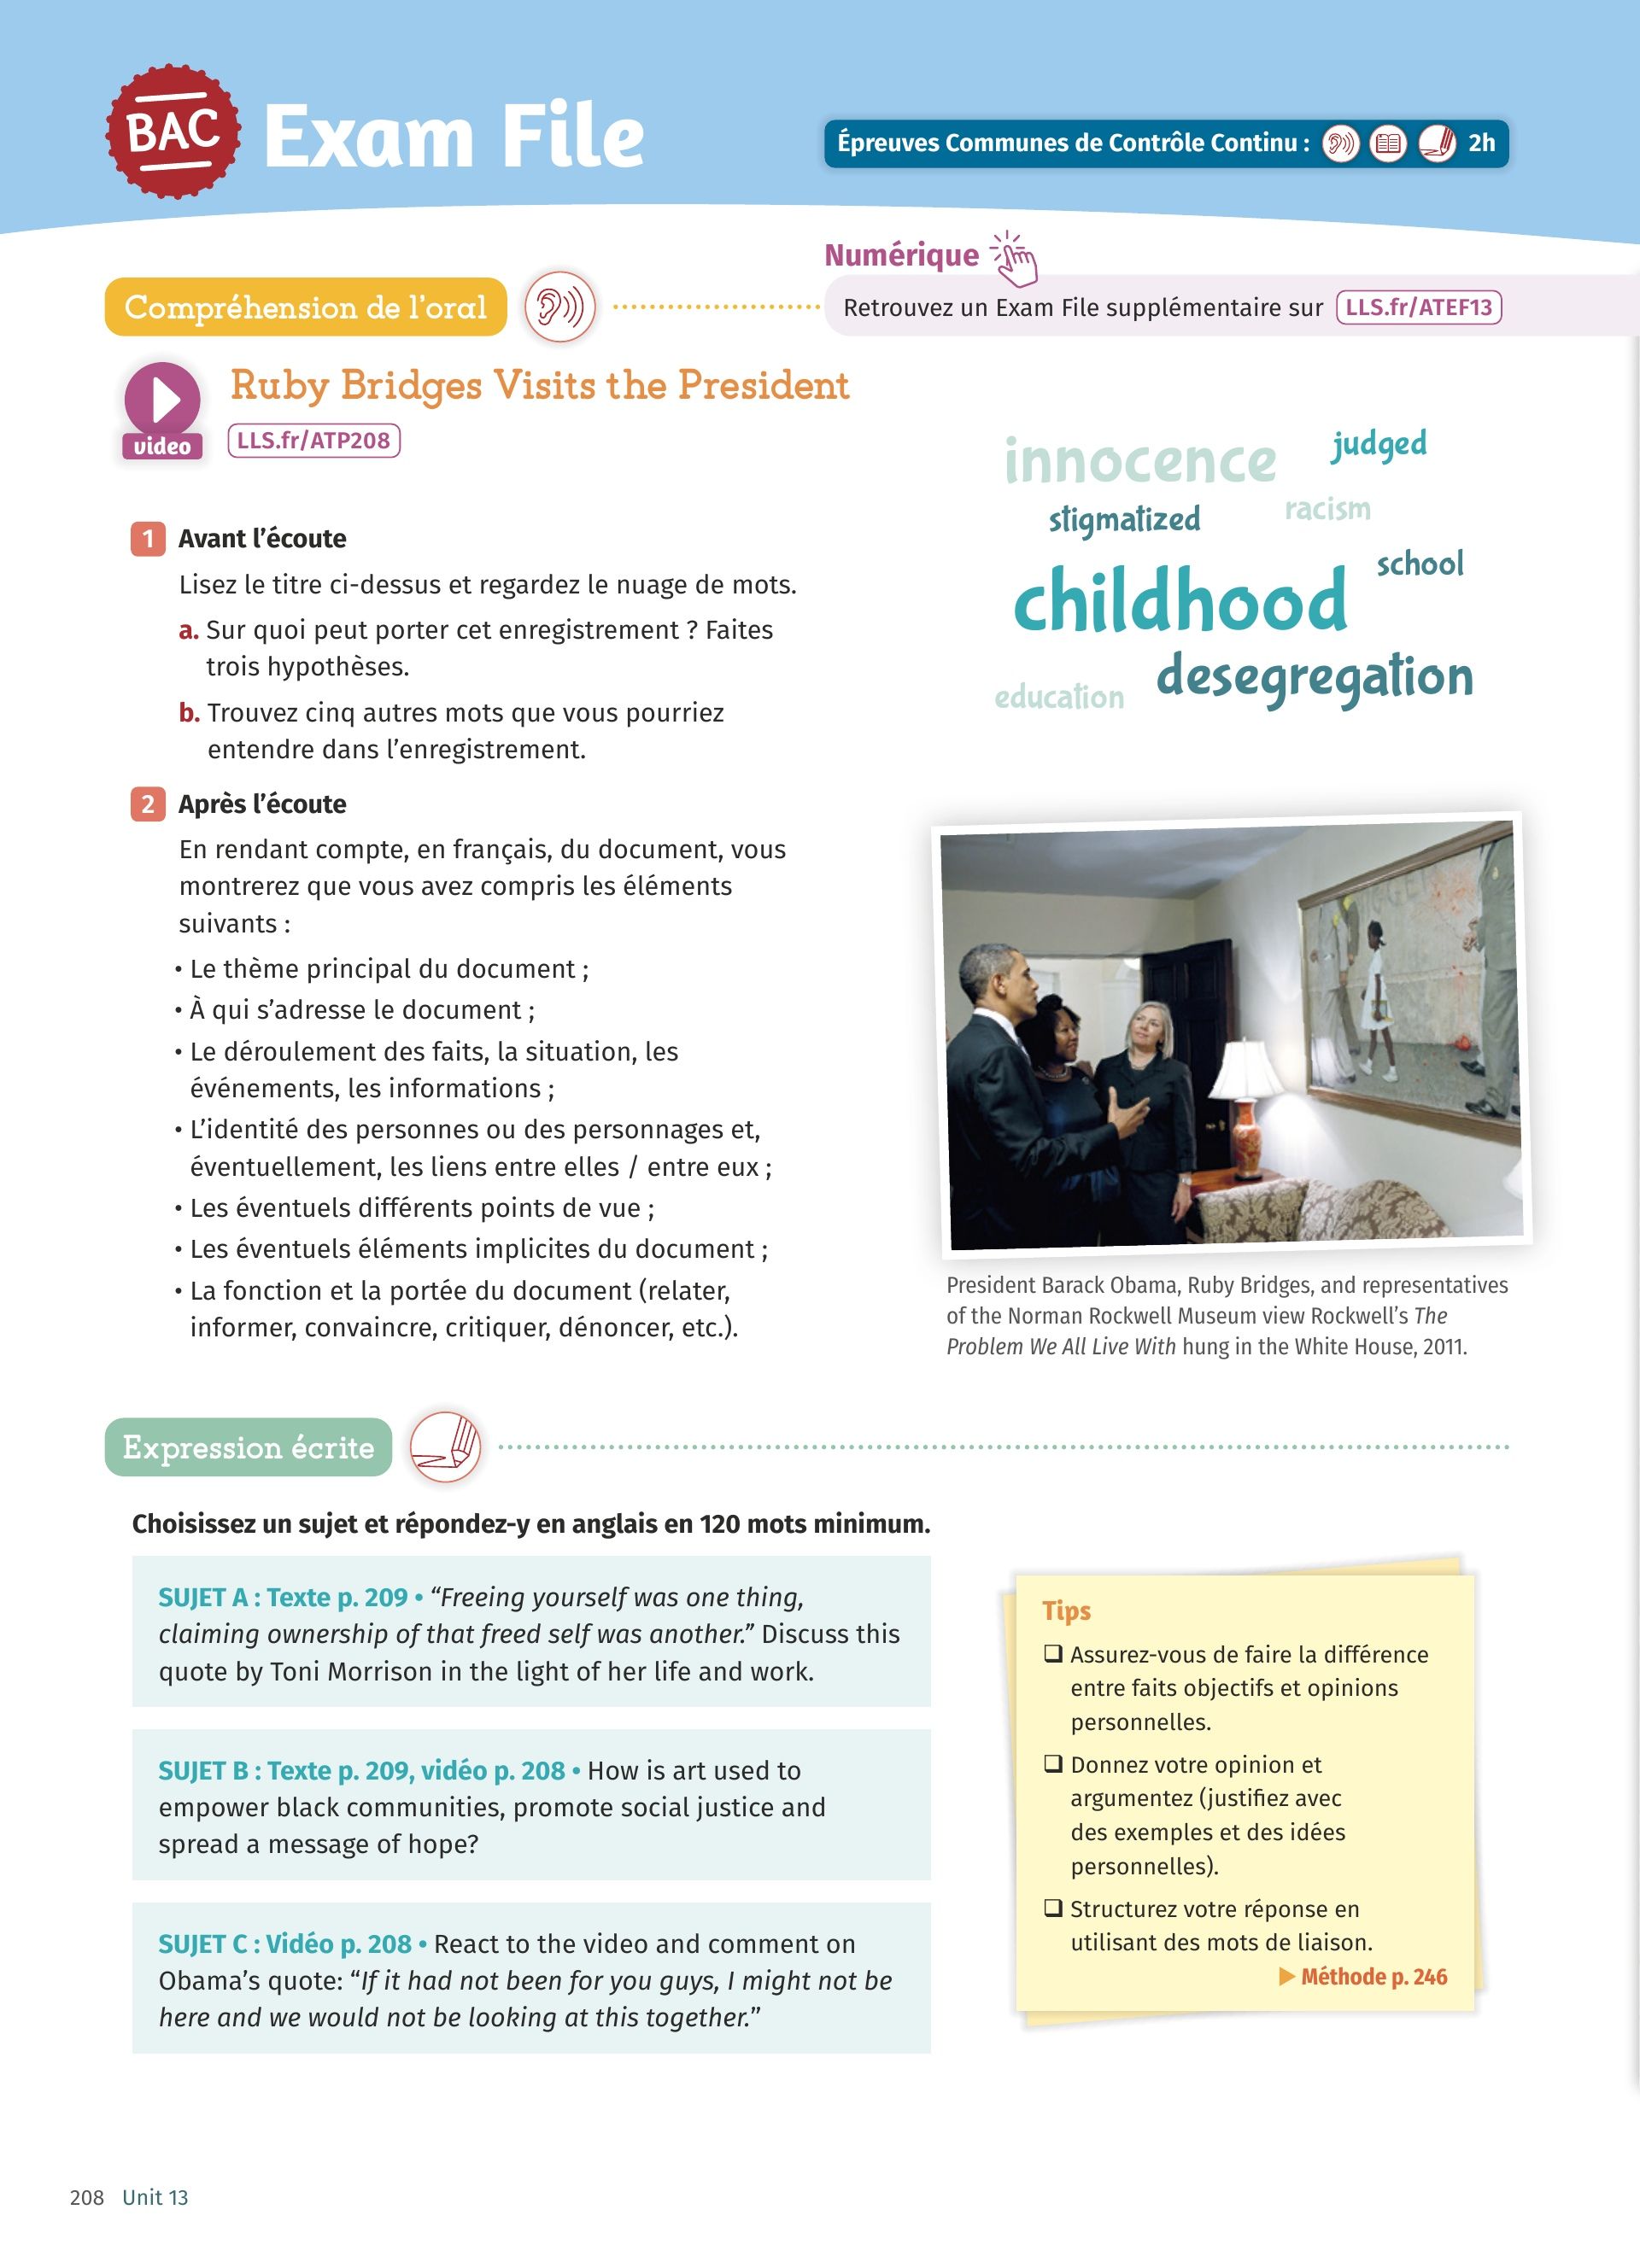 BAC
Exam File
Épreuves Communes de Contrôle Continu :
2h
Numérique
Retrouvez un Exam File supplémentaire sur LLS.fr/ATEF13
Compréhension de l'oral
video
Ruby Bridges Visits the President
LLS.fr/ATP208
innocence
judged
stigmatized
racism
school
childhood
desegregation
education
1 Avant l'écoute
Lisez le titre ci-dessus et regardez le nuage de mots.
a. Sur quoi peut porter cet enregistrement ? Faites
trois hypothèses.
b. Trouvez cinq autres mots que vous pourriez
entendre dans l'enregistrement.
2 Après l'écoute
En rendant compte, en français, du document, vous
montrerez que vous avez compris les éléments
suivants :
• Le thème principal du document ;
• À qui s'adresse le document ;
• Le déroulement des faits, la situation, les
événements, les informations ;
• L'identité des personnes ou des personnages et,
éventuellement, les liens entre elles / entre eux ;
• Les éventuels différents points de vue ;
• Les éventuels éléments implicites du document ;
• La fonction et la portée du document (relater,
informer, convaincre, critiquer, dénoncer, etc.).
President Barack Obama, Ruby Bridges, and representatives
of the Norman Rockwell Museum view Rockwell's The
Problem We All Live With hung in the White House, 2011.
Expression écrite
Choisissez un sujet et répondez-y en anglais en 120 mots minimum.
SUJET A : Texte p. 209 • “Freeing yourself was one thing,
claiming ownership of that freed self was another.” Discuss this
quote by Toni Morrison in the light of her life and work.
SUJET B : Texte p. 209, vidéo p. 208 • How is art used to
empower black communities, promote social justice and
spread a message of hope?
SUJET C : Vidéo p. 208 • React to the video and comment on
Obama's quote: “If it had not been for you guys, I might not be
here and we would not be looking at this together.”
Tips
❑ Assurez-vous de faire la différence
entre faits objectifs et opinions
personnelles.
❑ Donnez votre opinion et
argumentez (justifiez avec
des exemples et des idées
personnelles).
❑ Structurez votre réponse en
utilisant des mots de liaison.
▶ Méthode p. 246
208 Unit 13